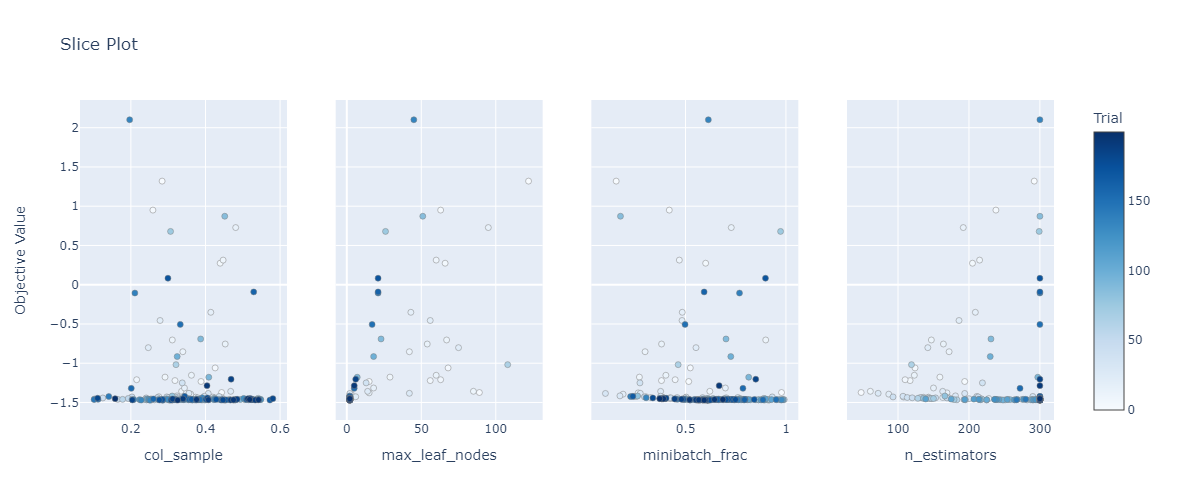 Slice Plot
Objective Value
2
1.5
1
0.5
0
−0.5
−1
−1.5
0.2 0.4 0.6
col_sample
0 50 100
max_leaf_nodes
0.5 1
minibatch_frac
100 200 300
n_estimators
Trial
150
100
50
0